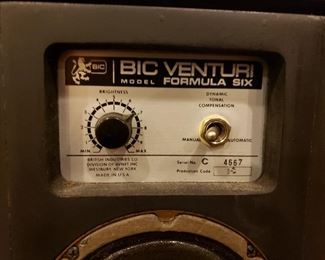 BIC
BIC VENTURI
MODEL FORMULA SIX
BRIGHTNESS
DYNAMIC
TONAL
COMPENSATION
MANUAL
AUTOMATIC
MIN
MAX
BRITISH INDUSTRIES CO.
DIVISION OF AVNET INC.
WESTBURY NEW YORK
MADE IN U.S.A.
Serial No. C 4667
Production Code